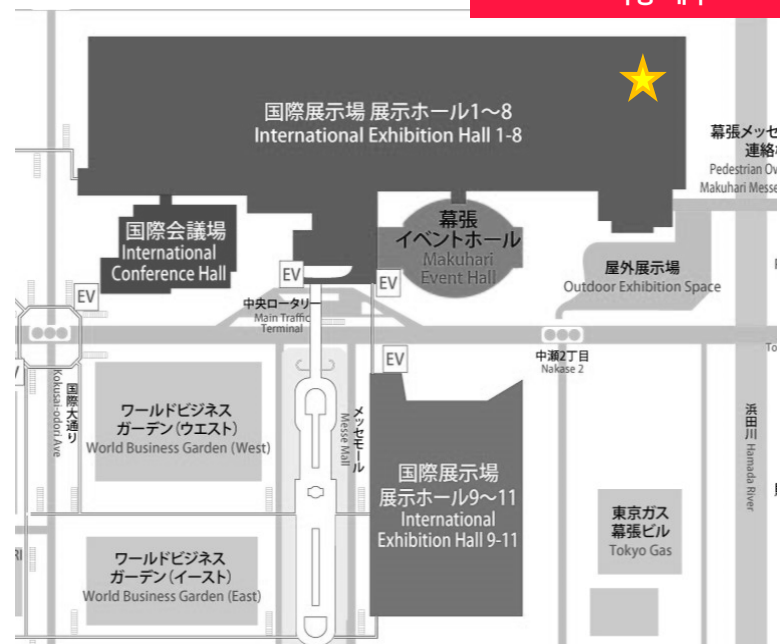 国際展示場 展示ホール1〜8
International Exhibition Hall 1-8
幕張メッセ
連絡
Pedestrian
Makuhari Messe
国際会議場
International
Conference Hall
幕張
イベントホール
Makuhari
Event Hall
屋外展示場
Outdoor Exhibition Space
EV
EV
EV
中央ロータリー
Main Traffic
Terminal
中瀬2丁目
Nakase 2
EV
国際大通り
Kokusai-odori Ave
ワールドビジネス
ガーデン(ウエスト)
World Business Garden (West)
メッセモール
Messe Mall
国際展示場
展示ホール9〜11
International
Exhibition Hall 9-11
浜田川 Hamada River
東京ガス
幕張ビル
Tokyo Gas
ワールドビジネス
ガーデン(イースト)
World Business Garden (East)